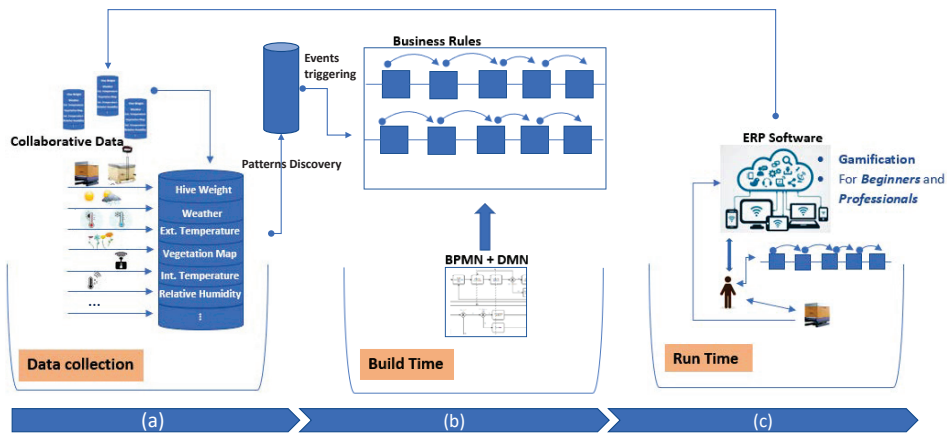 Business Rules
Events
triggering
Collaborative Data
Patterns Discovery
Hive Weight
Weather
Ext. Temperature
Vegetation Map
Int. Temperature
Relative Humidity
...
BPMN + DMN
ERP Software
Gamification
For Beginners and
Professionals
Data collection
Build Time
Run Time
(a)
(b)
(c)